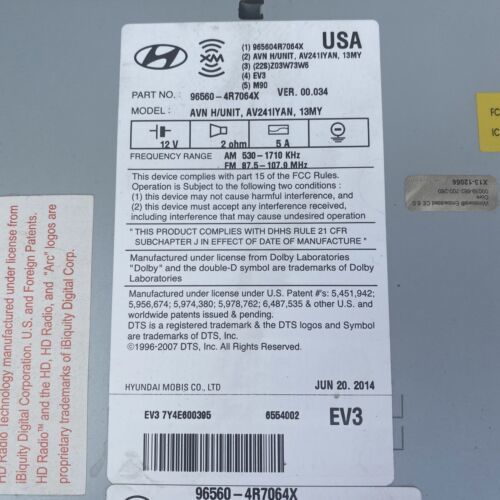 XM
USA
(1) 965604R7064X
(2) AVN H/UNIT, AV241IYAN, 13MY
(3) (22$)Z03W73W6
(4) EV3
(5) M90
PART NO. : 96560-4R7064X VER. 00.034
MODEL : AVN H/UNIT, AV241IYAN, 13MY
12 V 2 ohm 5 A
FREQUENCY RANGE AM 530-1710 KHz
FM 87.5-107.9 MHz
This device complies with part 15 of the FCC Rules.
Operation is Subject to the following two conditions :
(1) this device may not cause harmful interference, and
(2) this device must accept any interference received,
including interference that may cause undesired operation
"THIS PRODUCT COMPLIES WITH DHHS RULE 21 CFR
SUBCHAPTER J IN EFFECT OF DATE OF MANUFACTURE"
Manufactured under license from Dolby Laboratories
"Dolby" and the double-D symbol are trademarks of Dolby
Laboratories.
Manufactured under license under U.S. Patent #'s: 5,451,942;
5,956,674; 5,974,380; 5,978,762; 6,487,535 & other U.S. and
worldwide patents issued & pending.
DTS is a registered trademark & the DTS logos and Symbol
are trademarks of DTS, Inc.
©1996-2007 DTS, Inc. All Rights Reserved.
HYUNDAI MOBIS CO., LTD JUN 20. 2014
EV3 7Y4E600395 6554002 EV3
96560-4R7064X
HD Radio Technology manufactured under license from
iBiquity Digital Corporation. U.S. and Foreign Patents.
HD Radio™ and the HD, HD Radio, and "Arc" logos are
proprietary trademarks of iBiquity Digital Corp.
FC
IC
X13-12066